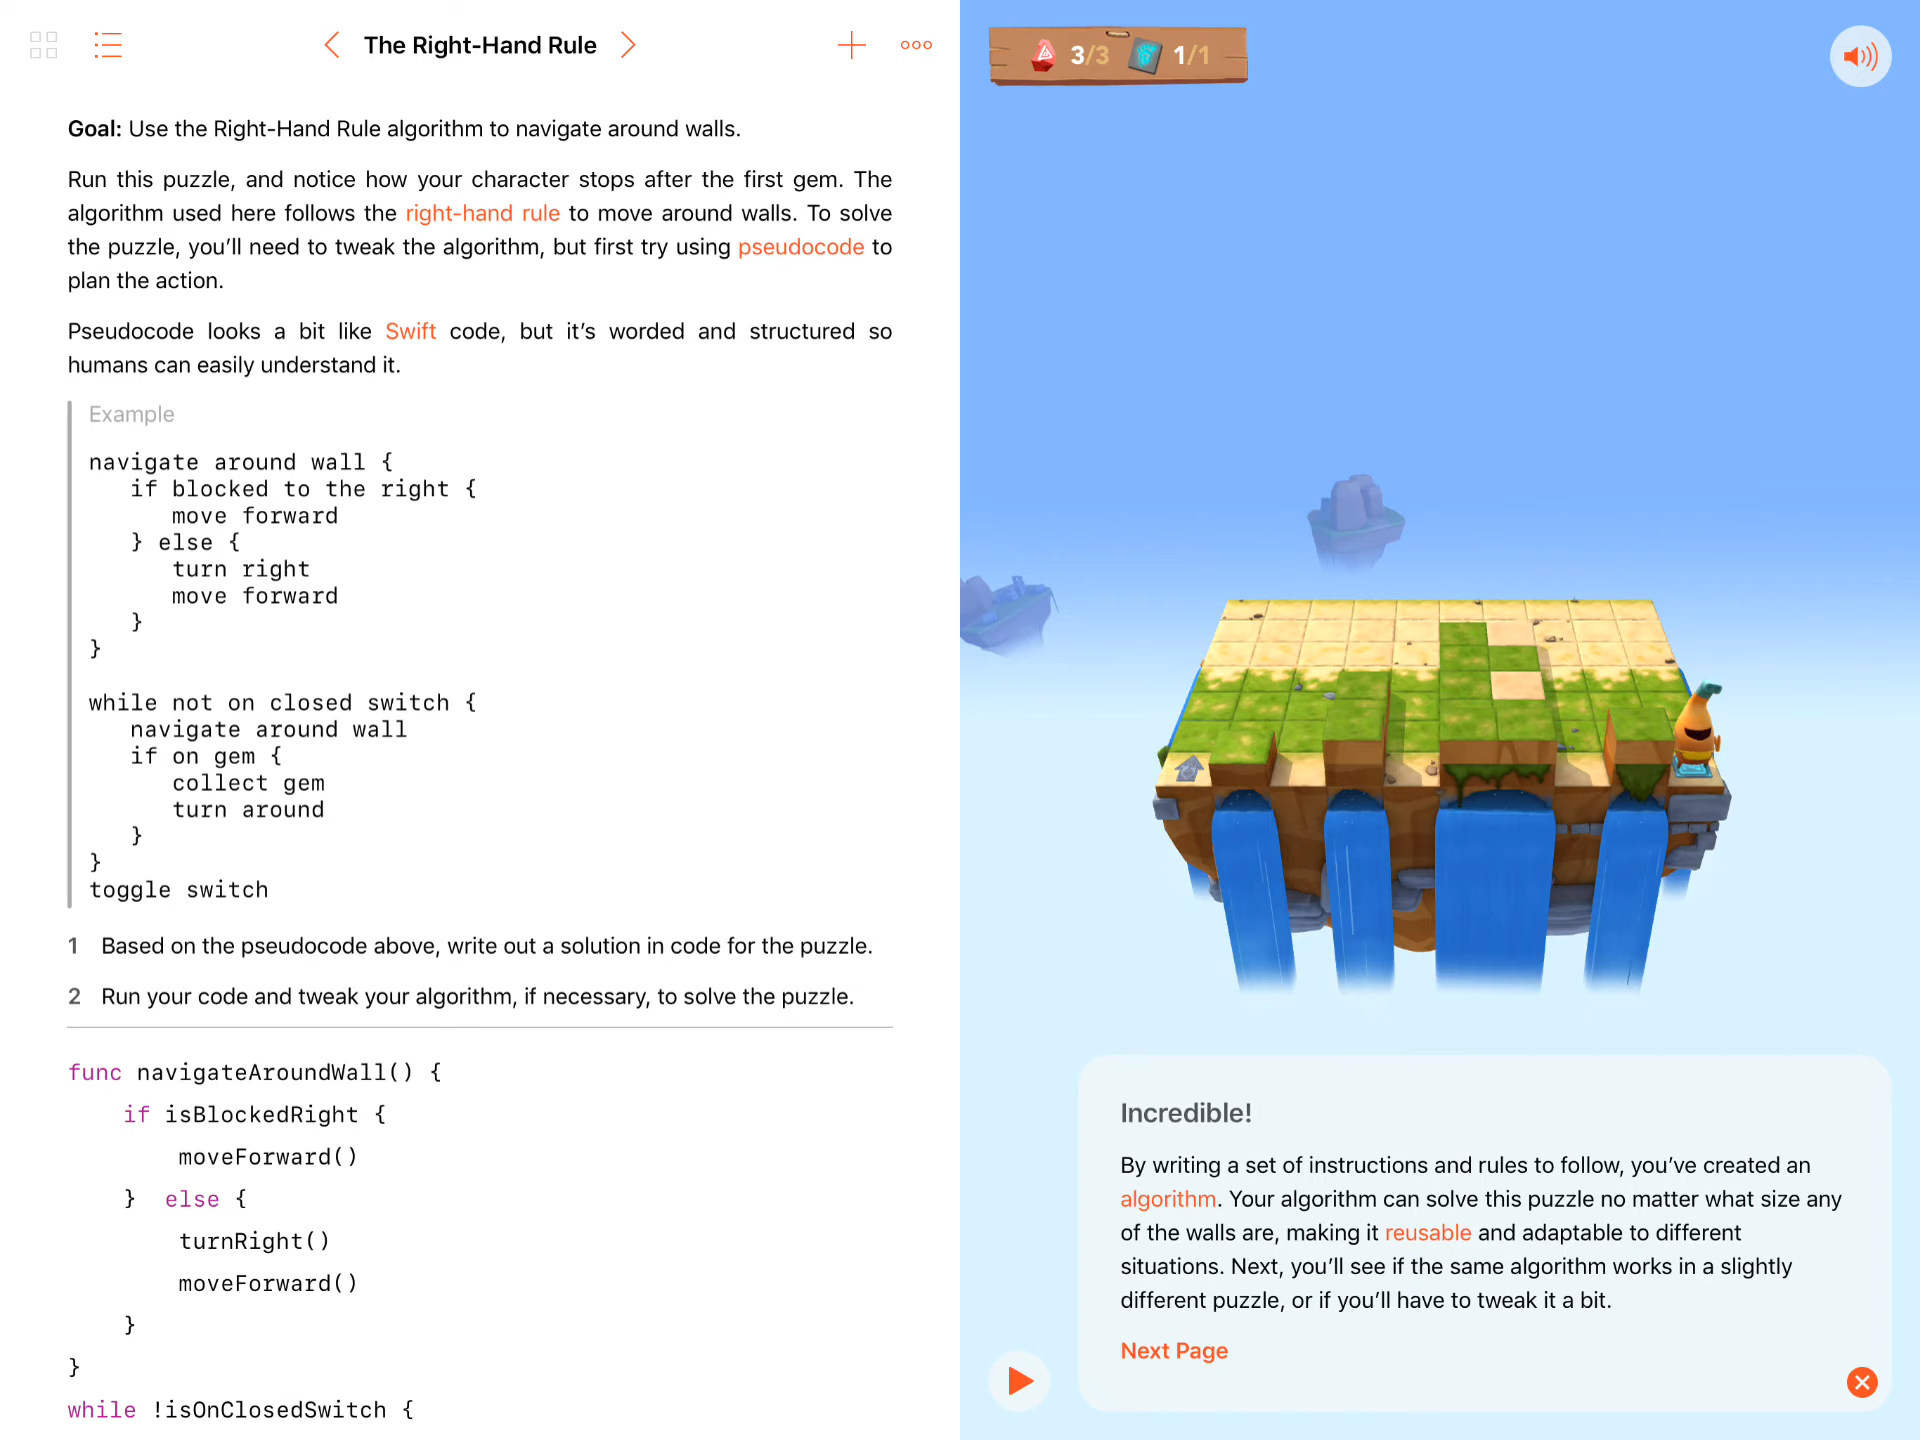 The Right-Hand Rule
Goal: Use the Right-Hand Rule algorithm to navigate around walls.
Run this puzzle, and notice how your character stops after the first gem. The
algorithm used here follows the right-hand rule to move around walls. To solve
the puzzle, you’ll need to tweak the algorithm, but first try using pseudocode to
plan the action.
Pseudocode looks a bit like Swift code, but it’s worded and structured so
humans can easily understand it.
Example
navigate around wall {
   if blocked to the right {
      move forward
   } else {
      turn right
      move forward
   }
}
while not on closed switch {
   navigate around wall
   if on gem {
      collect gem
      turn around
   }
}
toggle switch
1 Based on the pseudocode above, write out a solution in code for the puzzle.
2 Run your code and tweak your algorithm, if necessary, to solve the puzzle.
func navigateAroundWall() {
    if isBlockedRight {
        moveForward()
    } else {
        turnRight()
        moveForward()
    }
}
while !isOnClosedSwitch {
3/3 1/1
Incredible!
By writing a set of instructions and rules to follow, you’ve created an
algorithm. Your algorithm can solve this puzzle no matter what size any
of the walls are, making it reusable and adaptable to different
situations. Next, you’ll see if the same algorithm works in a slightly
different puzzle, or if you’ll have to tweak it a bit.
Next Page